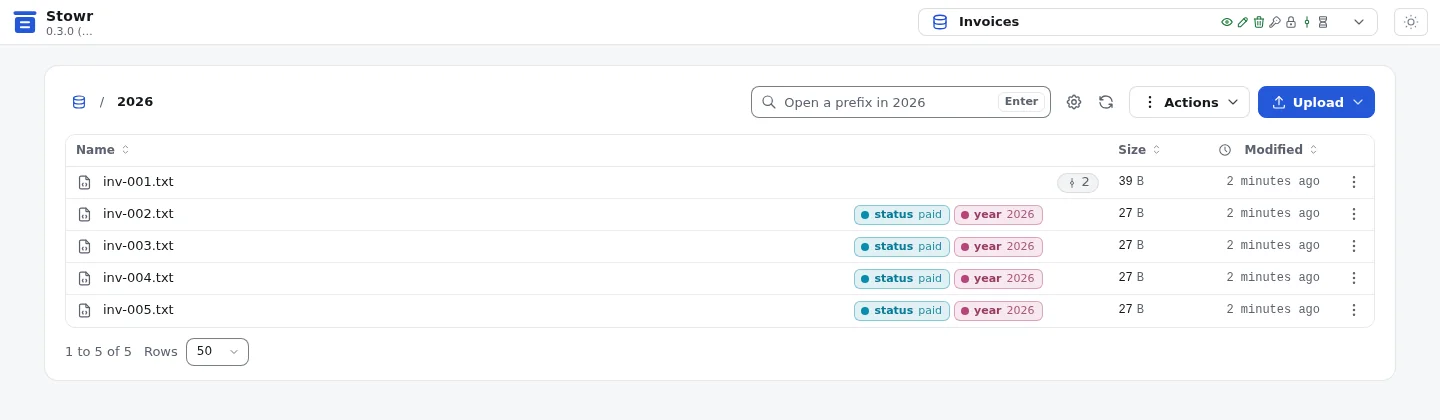 Stowr
0.3.0 (...
Invoices
/ 2026
Open a prefix in 2026 Enter
Actions
Upload
Name Size Modified
inv-001.txt 2 39 B 2 minutes ago
inv-002.txt status paid year 2026 27 B 2 minutes ago
inv-003.txt status paid year 2026 27 B 2 minutes ago
inv-004.txt status paid year 2026 27 B 2 minutes ago
inv-005.txt status paid year 2026 27 B 2 minutes ago
1 to 5 of 5 Rows 50